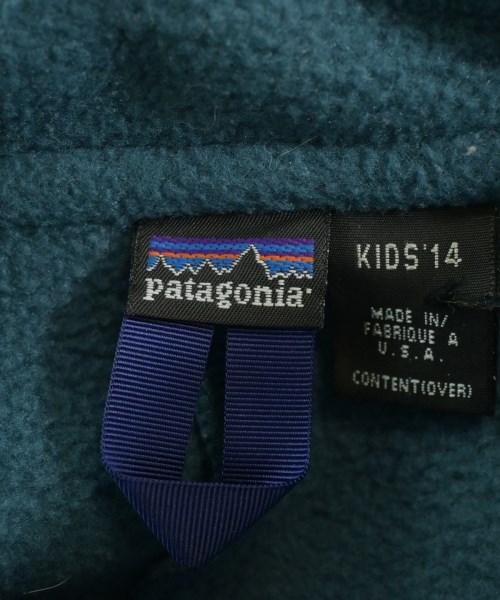 patagonia®
KIDS'14
MADE IN/
FABRIQUE A
U.S.A.
CONTENT(OVER)